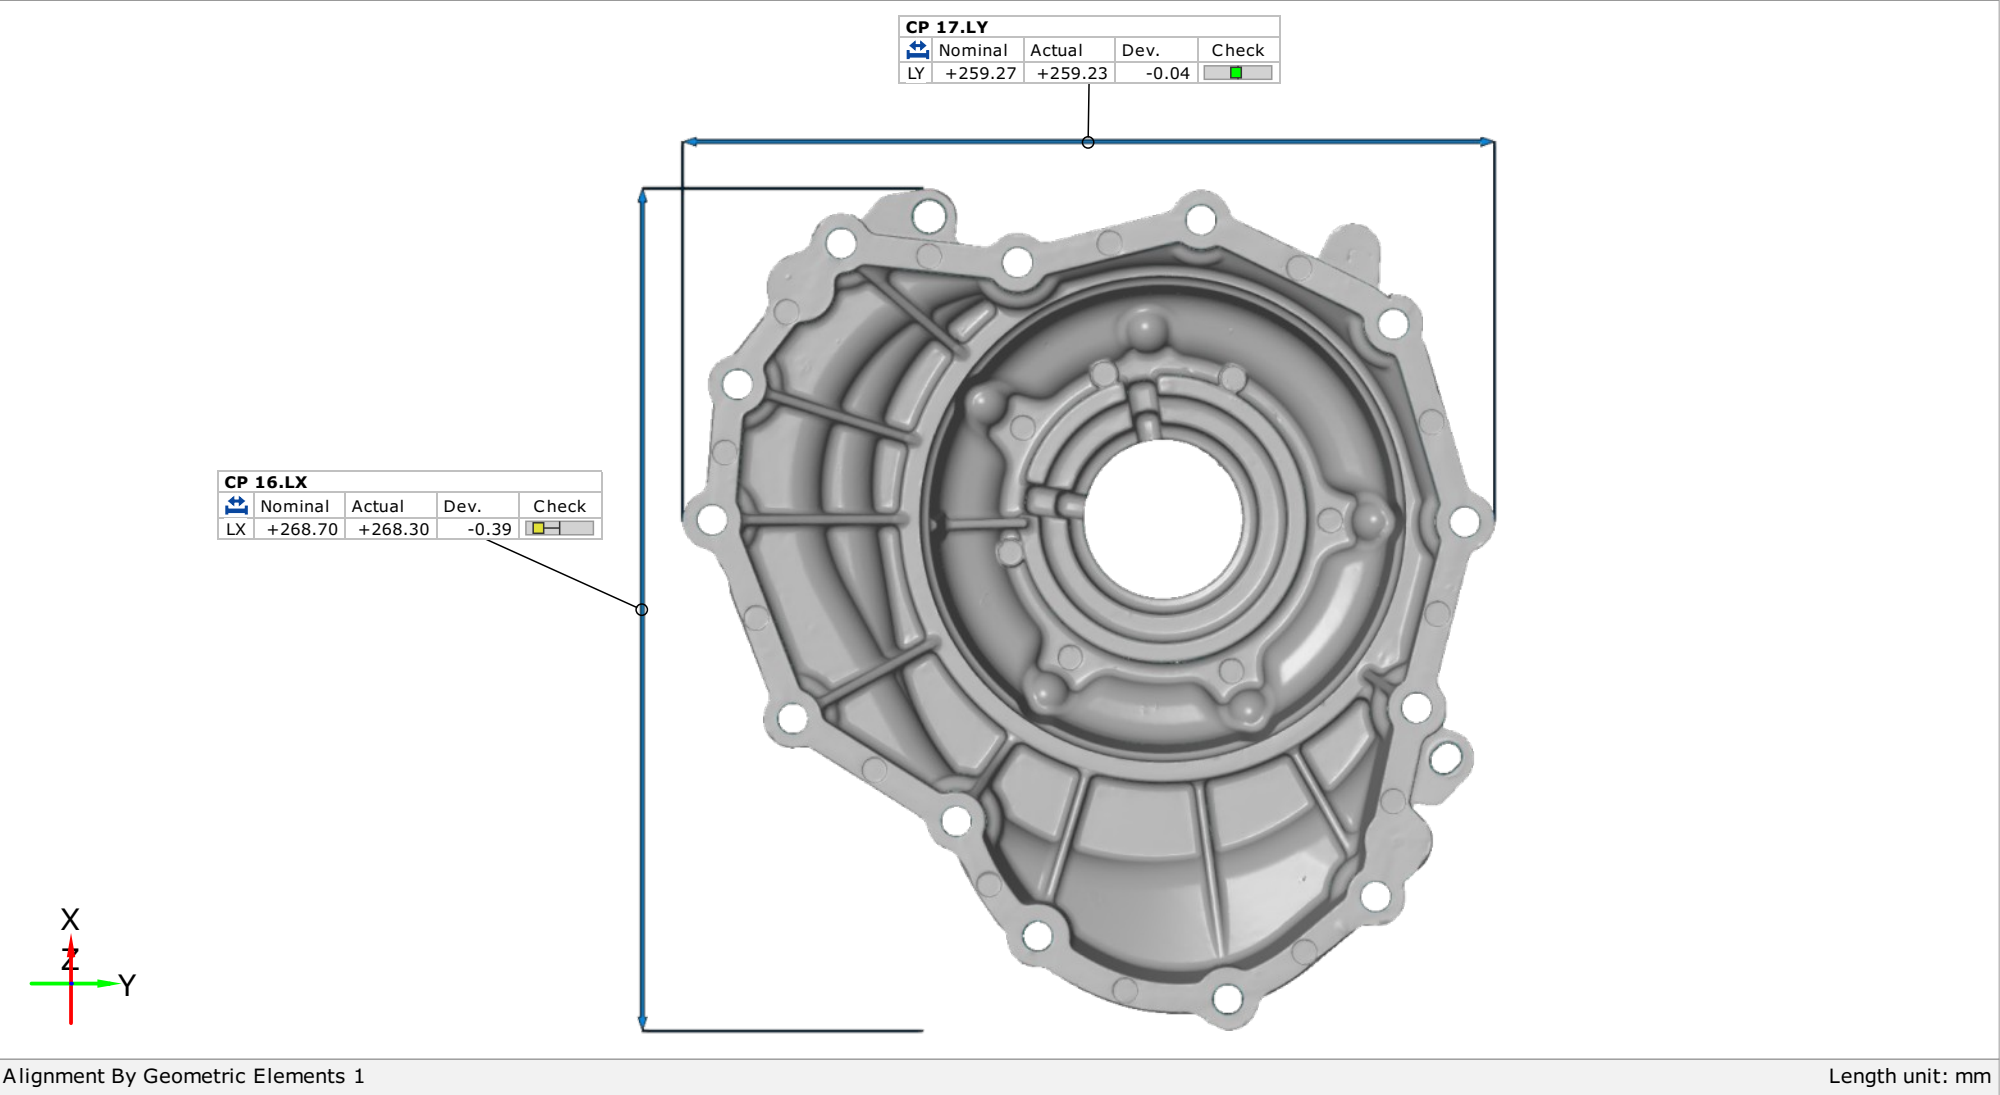 CP 17.LY
Nominal Actual Dev. Check
LY +259.27 +259.23 -0.04
CP 16.LX
Nominal Actual Dev. Check
LX +268.70 +268.30 -0.39
X
Z
Y
Alignment By Geometric Elements 1
Length unit: mm